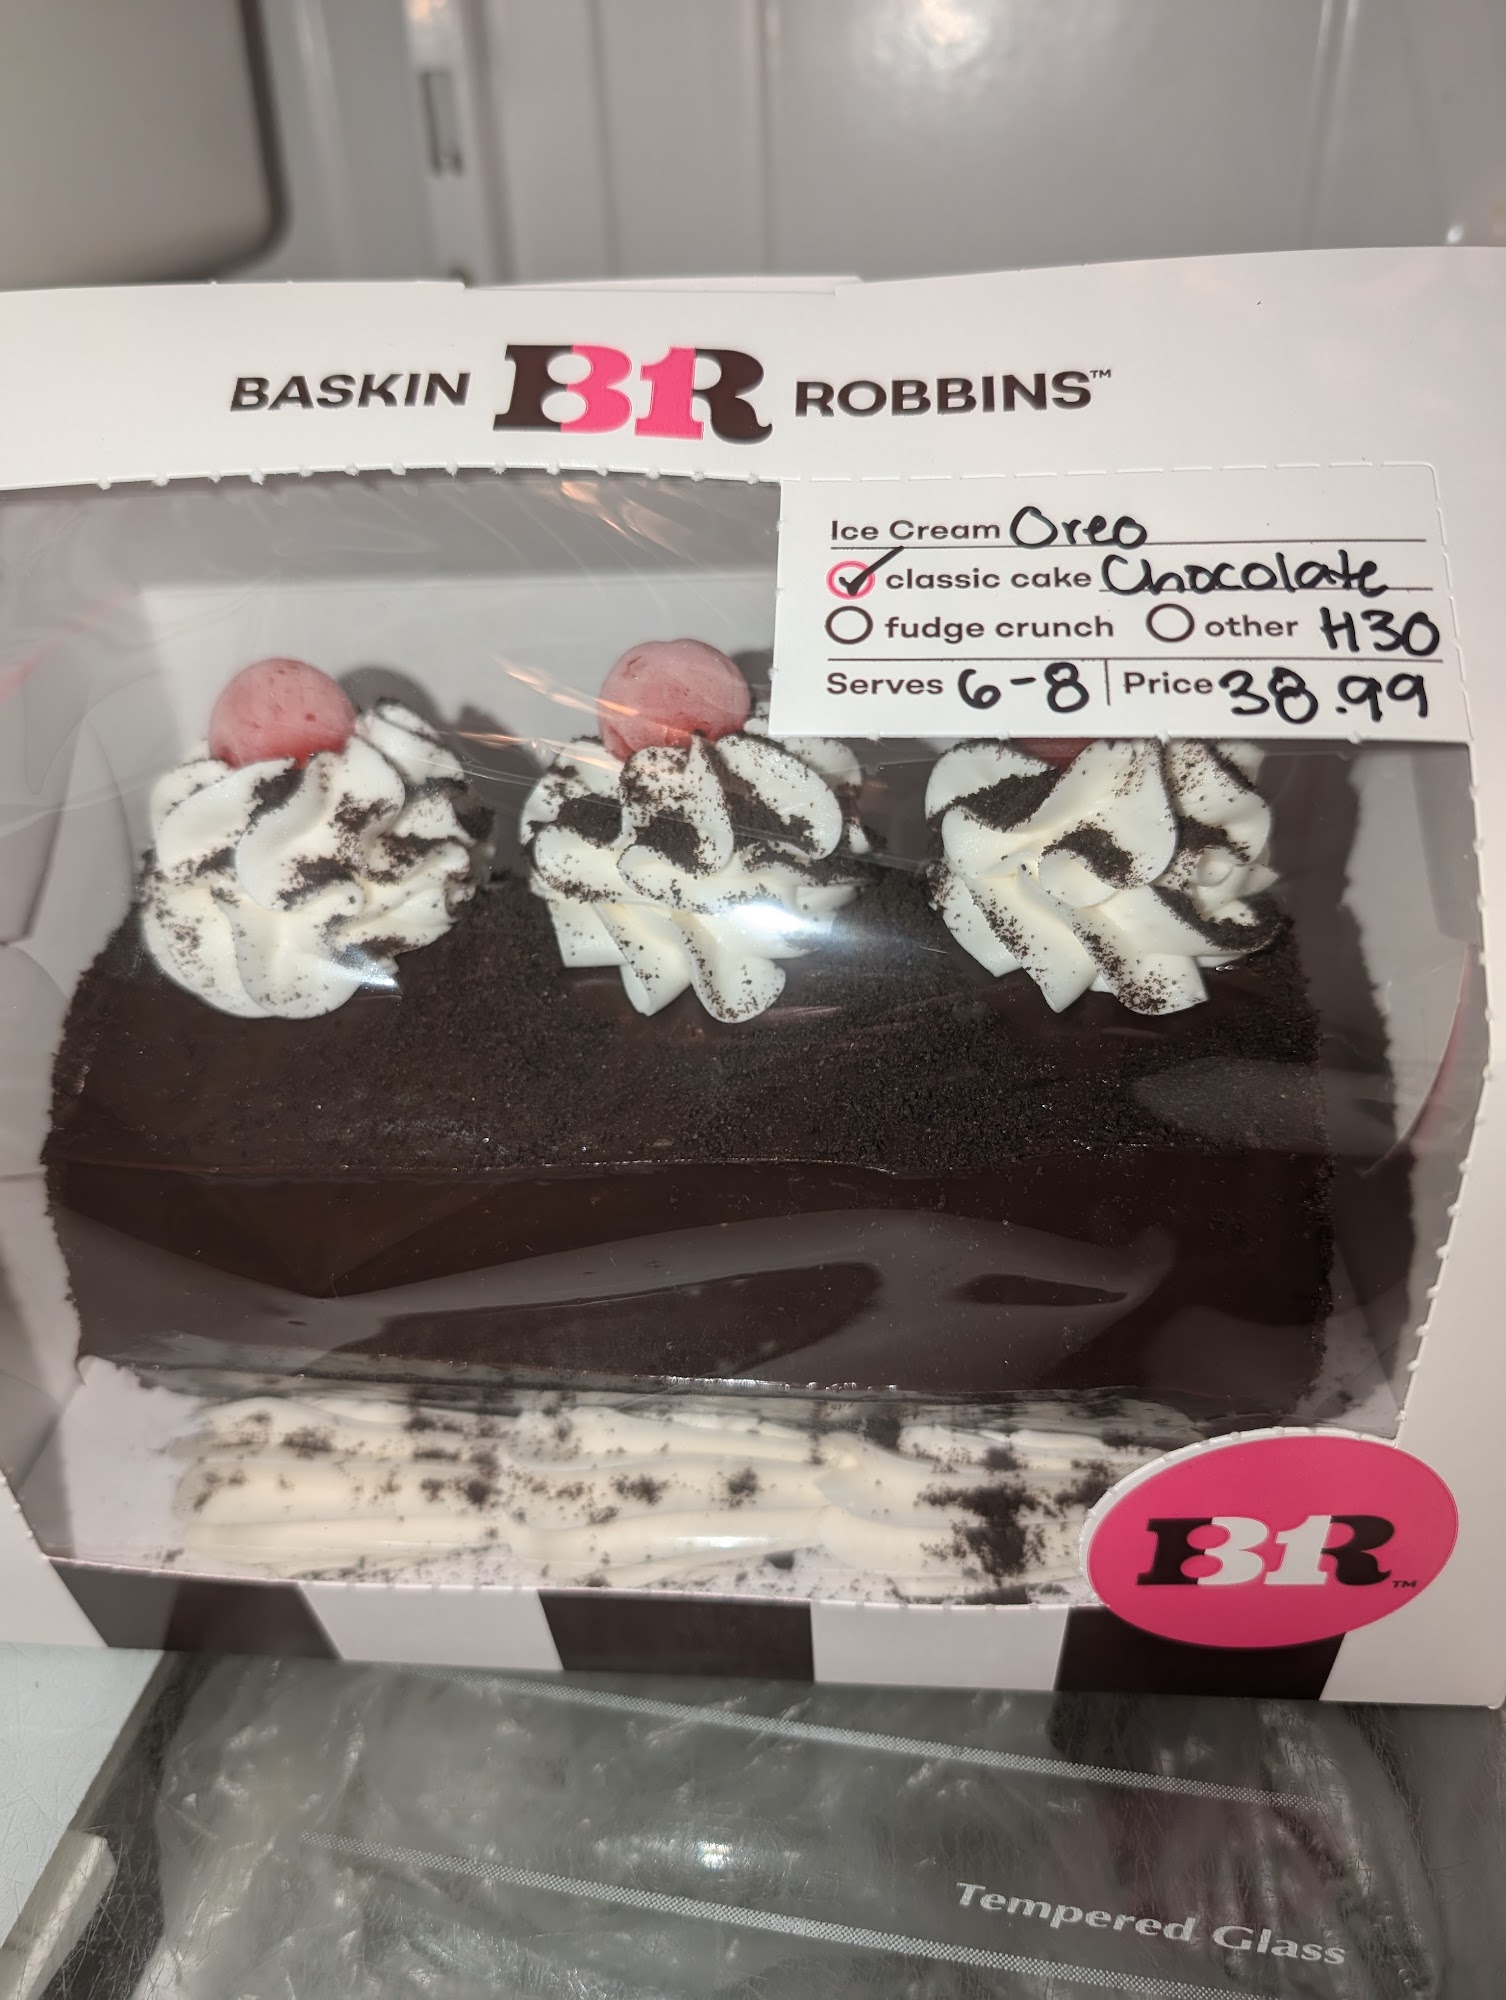 BASKIN BR ROBBINS™
Ice Cream Oreo
classic cake Chocolate
fudge crunch other H30
Serves 6-8 Price 38.99
BR™
Tempered Glass